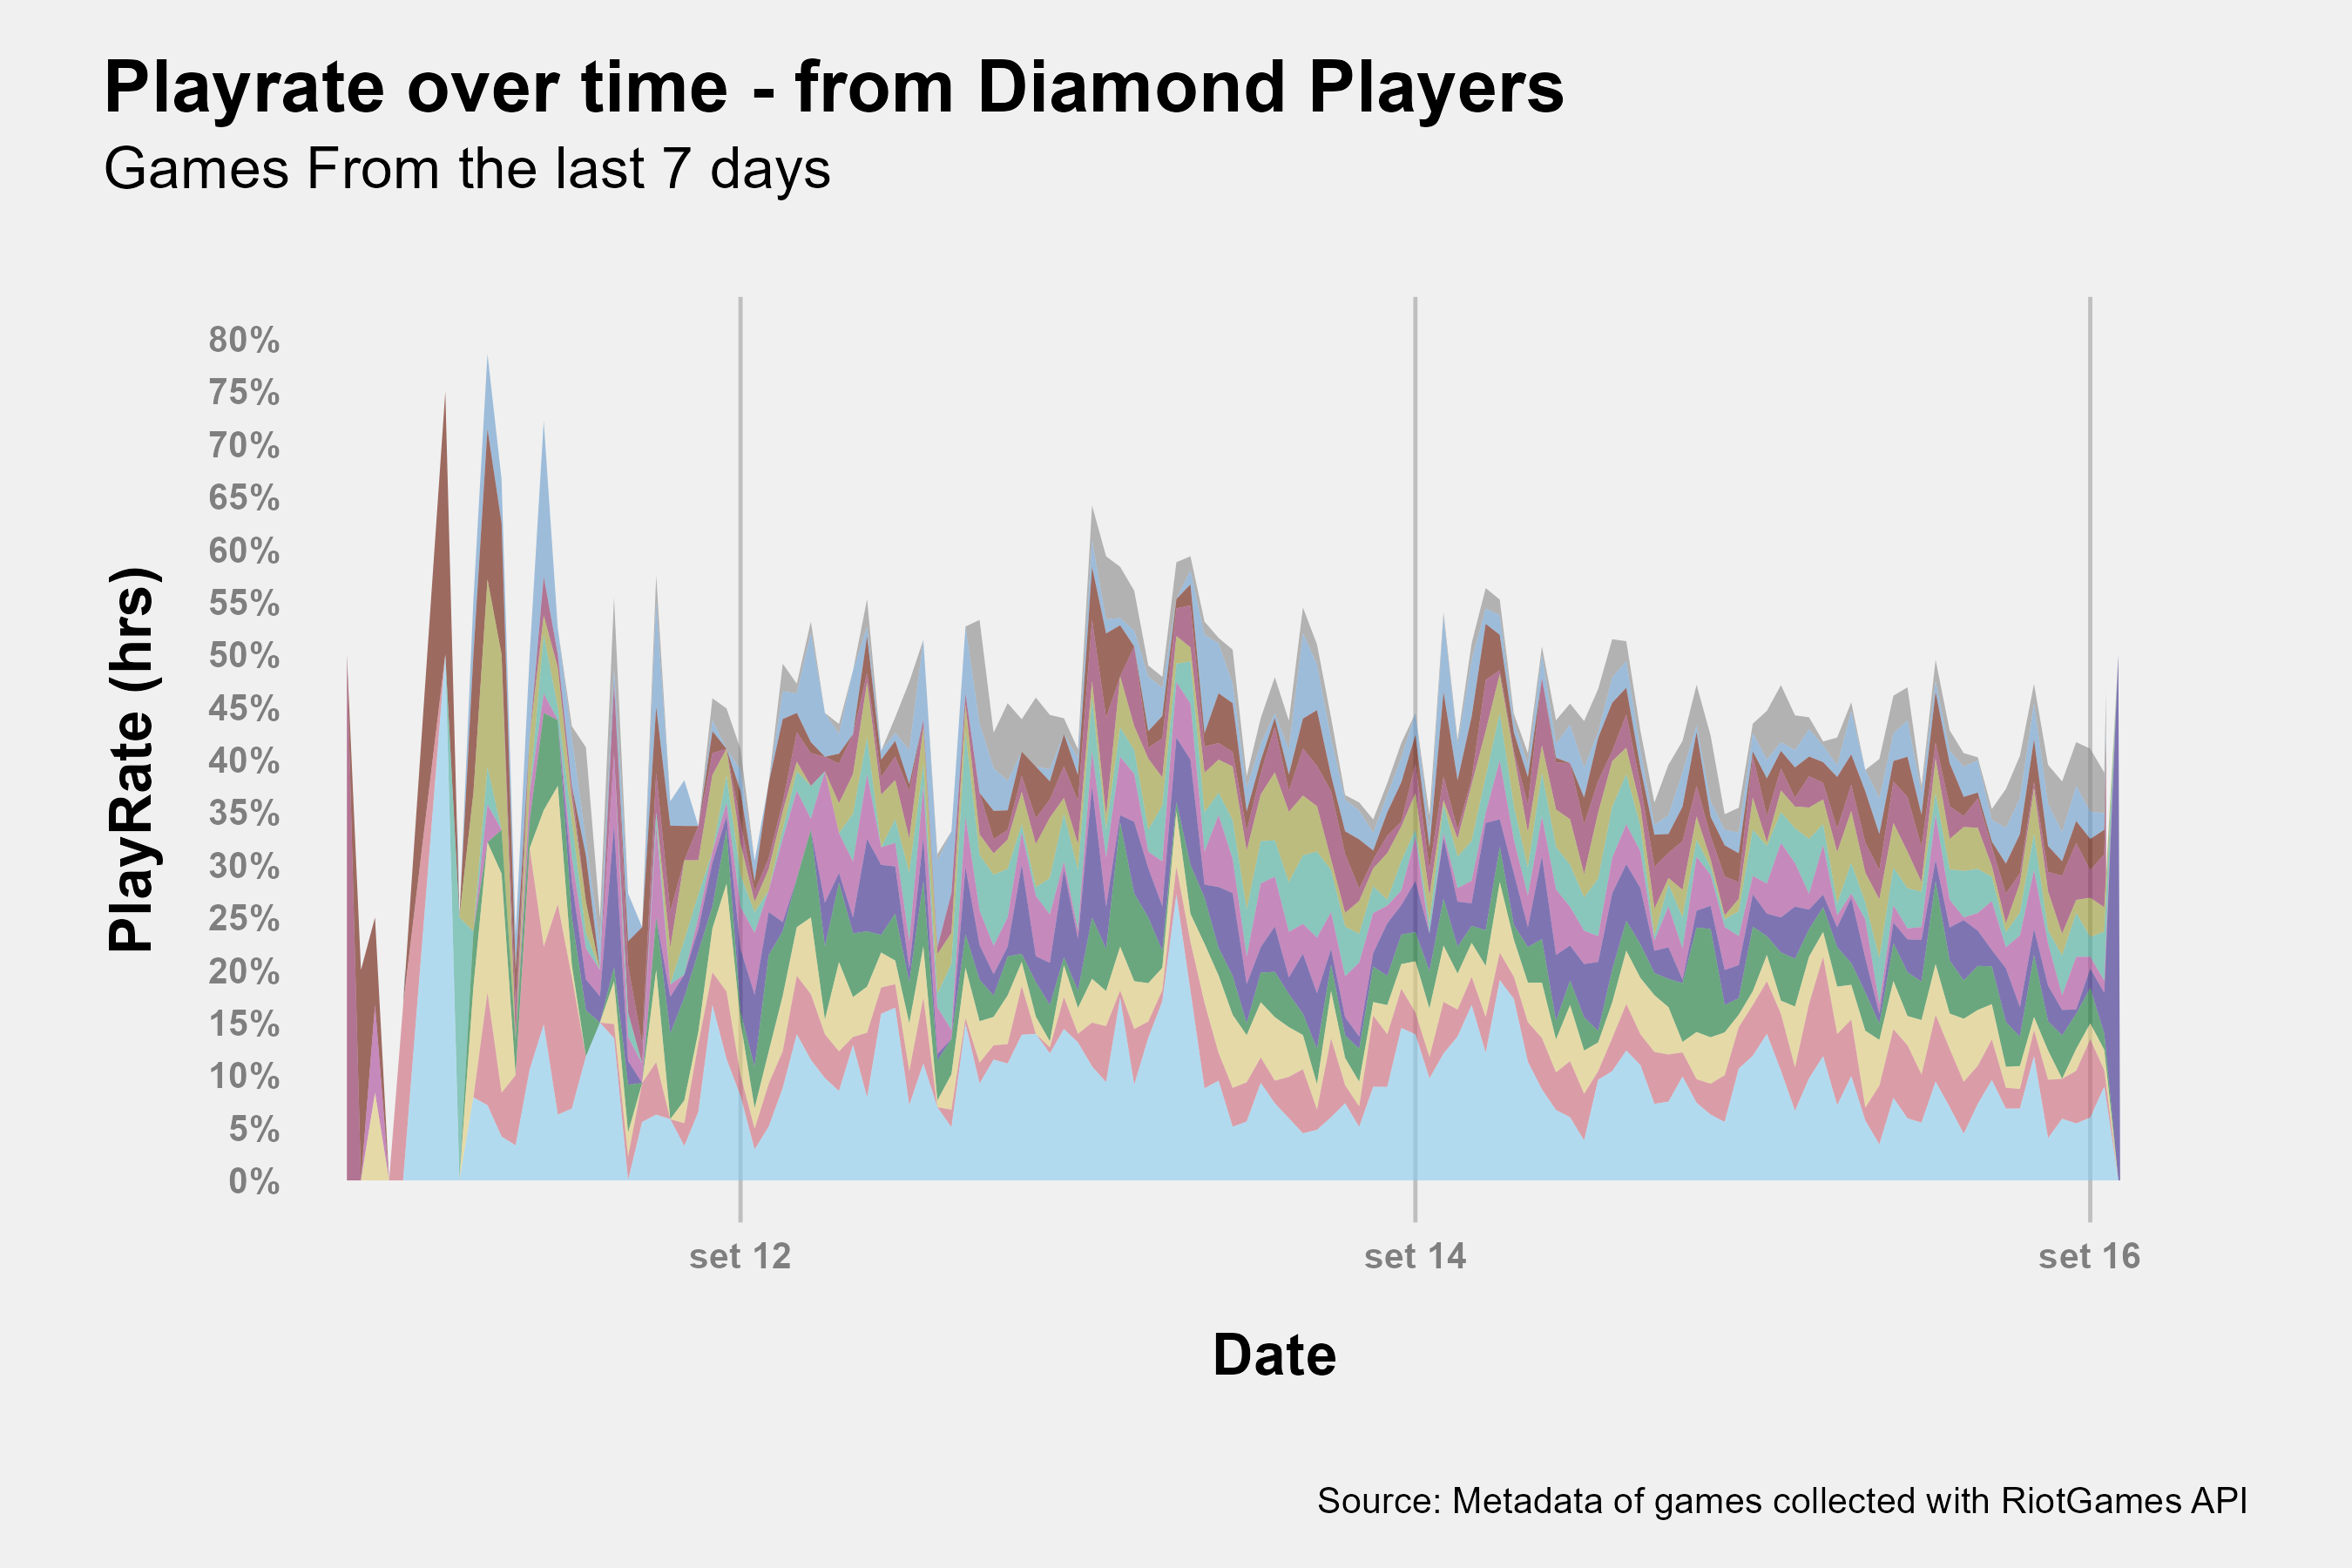 Playrate over time - from Diamond Players
Games From the last 7 days
PlayRate (hrs)
80%
75%
70%
65%
60%
55%
50%
45%
40%
35%
30%
25%
20%
15%
10%
5%
0%
set 12
set 14
set 16
Date
Source: Metadata of games collected with RiotGames API